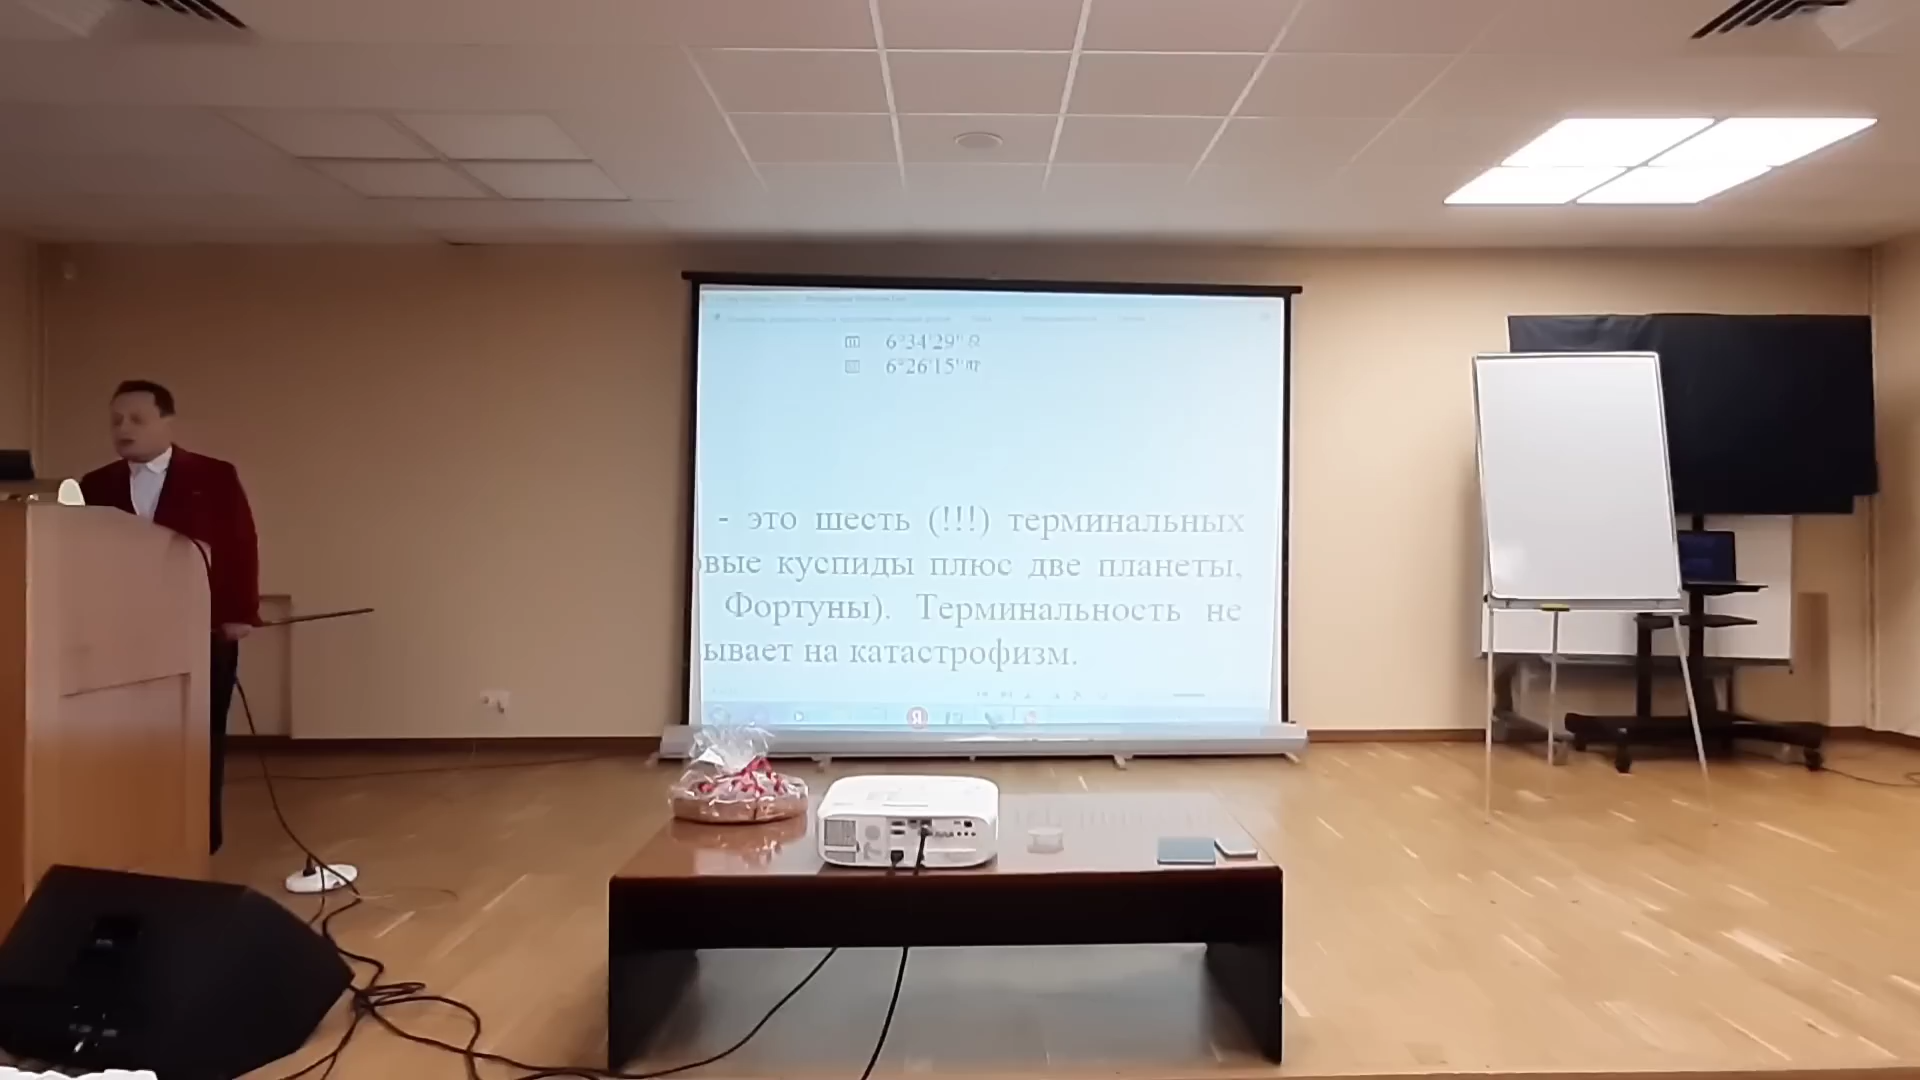 6°34'29" ♌
6°26'15" ♍
- это шесть (!!!) терминальных
овые куспиды плюс две планеты,
Фортуны). Терминальность не
ывает на катастрофизм.
Я